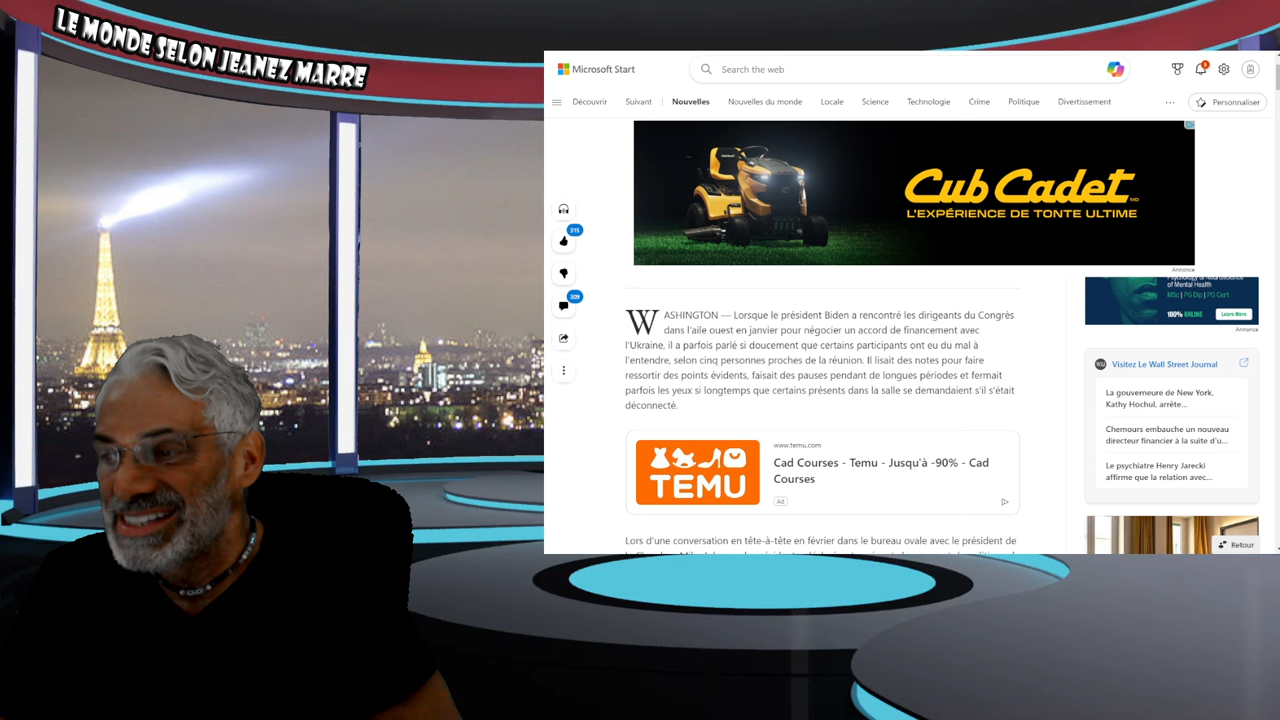 LE MONDE SELON JEANEZ MARRE
Microsoft Start
Search the web
5
Découvrir
Suivant
Nouvelles
Nouvelles du monde
Locale
Science
Technologie
Crime
Politique
Divertissement
...
Personnaliser
Cub Cadet MD
L'EXPÉRIENCE DE TONTE ULTIME
Annonce
315
309
WASHINGTON — Lorsque le président Biden a rencontré les dirigeants du Congrès
dans l'aile ouest en janvier pour négocier un accord de financement avec
l'Ukraine, il a parfois parlé si doucement que certains participants ont eu du mal à
l'entendre, selon cinq personnes proches de la réunion. Il lisait des notes pour faire
ressortir des points évidents, faisait des pauses pendant de longues périodes et fermait
parfois les yeux si longtemps que certains présents dans la salle se demandaient s'il s'était
déconnecté.
TEMU
www.temu.com
Cad Courses - Temu - Jusqu'à -90% - Cad
Courses
Ad
Lors d'une conversation en tête-à-tête en février dans le bureau ovale avec le président de
of Mental Health
MSc | PG Dip | PG Cert
100% ONLINE
Learn More
Annonce
WSJ
Visitez Le Wall Street Journal
La gouverneure de New York,
Kathy Hochul, arrête...
Chemours embauche un nouveau
directeur financier à la suite d'u...
Le psychiatre Henry Jarecki
affirme que la relation avec...
Retour